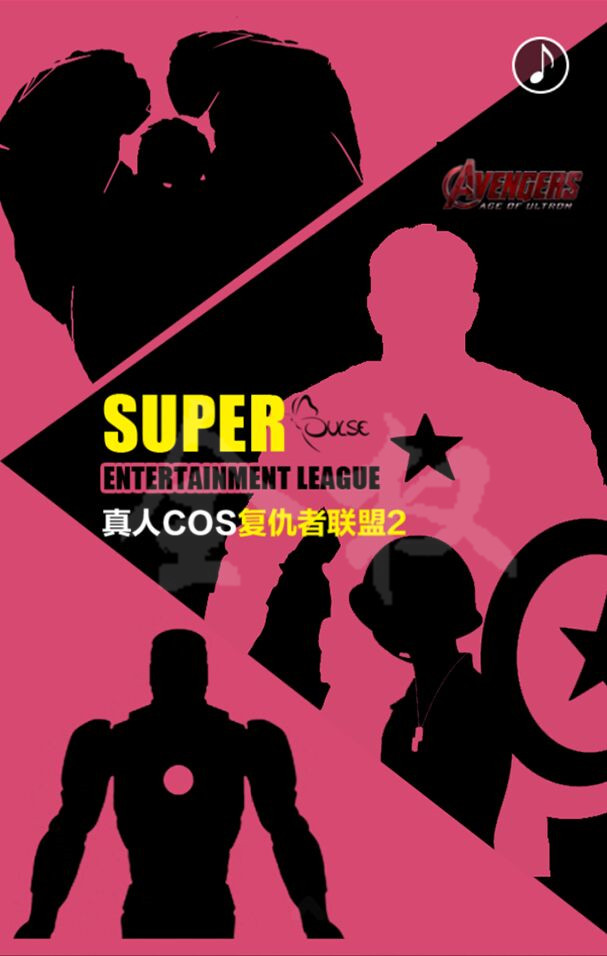 AVENGERS
AGE OF ULTRON
SUPER Pulse
ENTERTAINMENT LEAGUE
真人COS复仇者联盟2